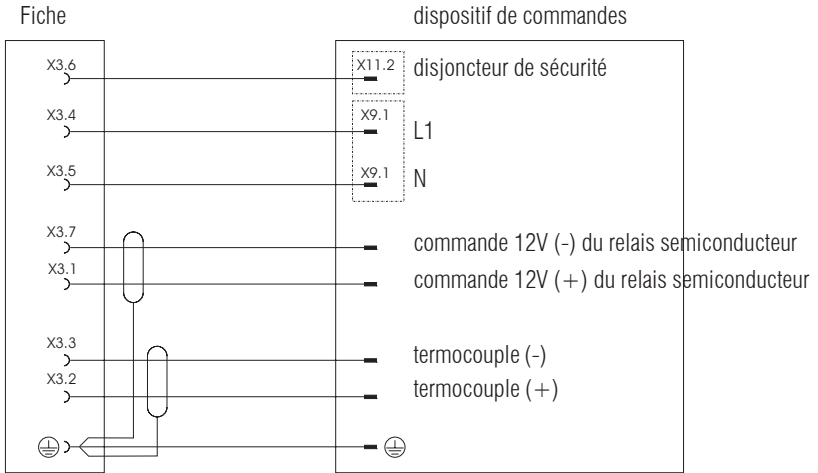 Fiche dispositif de commandes
X3.6 X11.2 disjoncteur de sécurité
X3.4 X9.1 L1
X3.5 X9.1 N
X3.7 commande 12V (-) du relais semiconducteur
X3.1 commande 12V (+) du relais semiconducteur
X3.3 termocouple (-)
X3.2 termocouple (+)